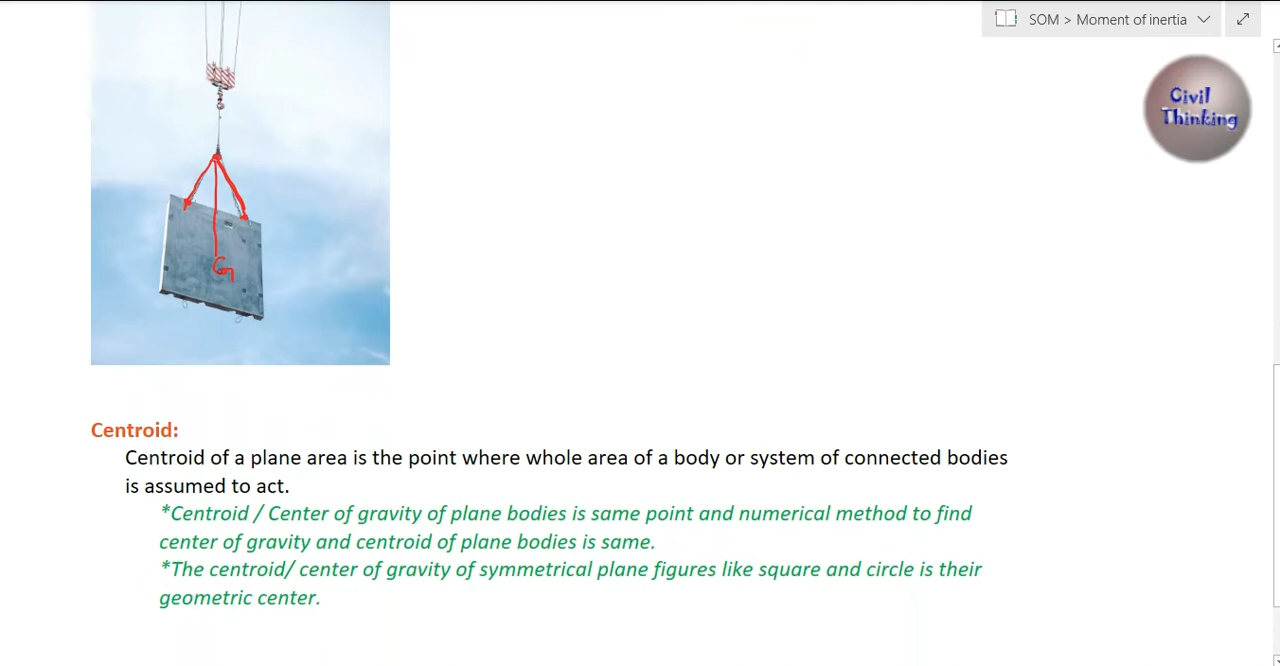 SOM > Moment of inertia
Civil
Thinking
G
Centroid:
Centroid of a plane area is the point where whole area of a body or system of connected bodies
is assumed to act.
*Centroid / Center of gravity of plane bodies is same point and numerical method to find
center of gravity and centroid of plane bodies is same.
*The centroid/ center of gravity of symmetrical plane figures like square and circle is their
geometric center.